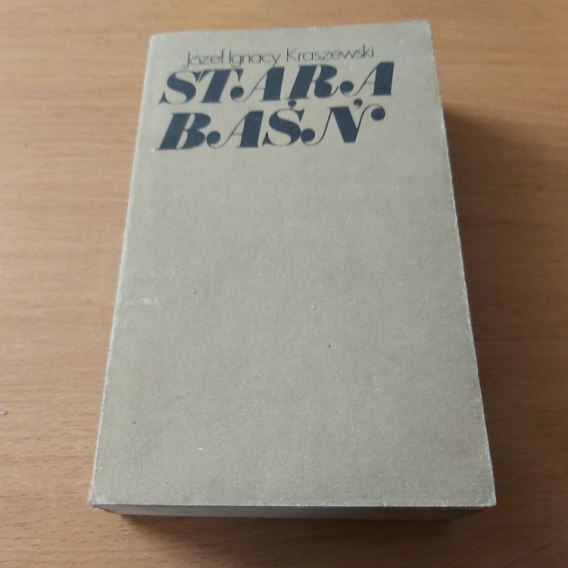 Józef Ignacy Kraszewski
STARA
BAŚŃ